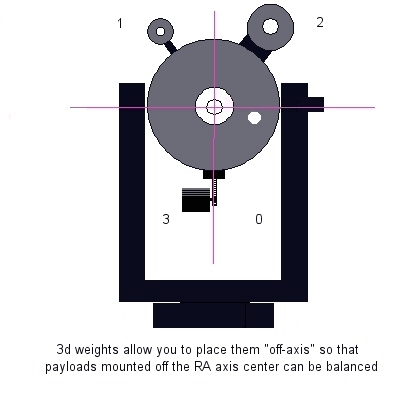 1
2
3
0
3d weights allow you to place them "off-axis" so that
payloads mounted off the RA axis center can be balanced